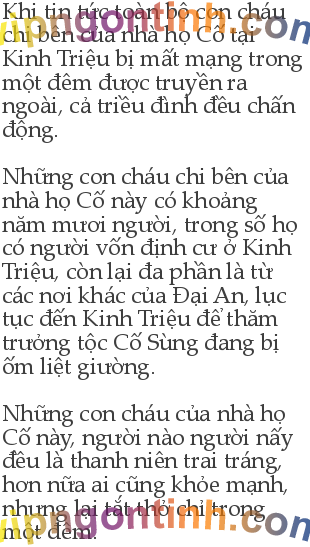 Khi tin tức toàn bộ con cháu
chi bên của nhà họ Cố tại
Kinh Triệu bị mất mạng trong
một đêm được truyền ra
ngoài, cả triều đình đều chấn
động.
Những con cháu chi bên của
nhà họ Cố này có khoảng
năm mươi người, trong số họ
có người vốn định cư ở Kinh
Triệu, còn lại đa phần là từ
các nơi khác của Đại An, lục
tục đến Kinh Triệu để thăm
trưởng tộc Cố Sùng đang bị
ốm liệt giường.
Những con cháu của nhà họ
Cố này, người nào người nấy
đều là thanh niên trai tráng,
hơn nữa ai cũng khỏe mạnh,
nhưng lại tắt thở chỉ trong
một đêm.
vipngontinh.com
vipngontinh.com